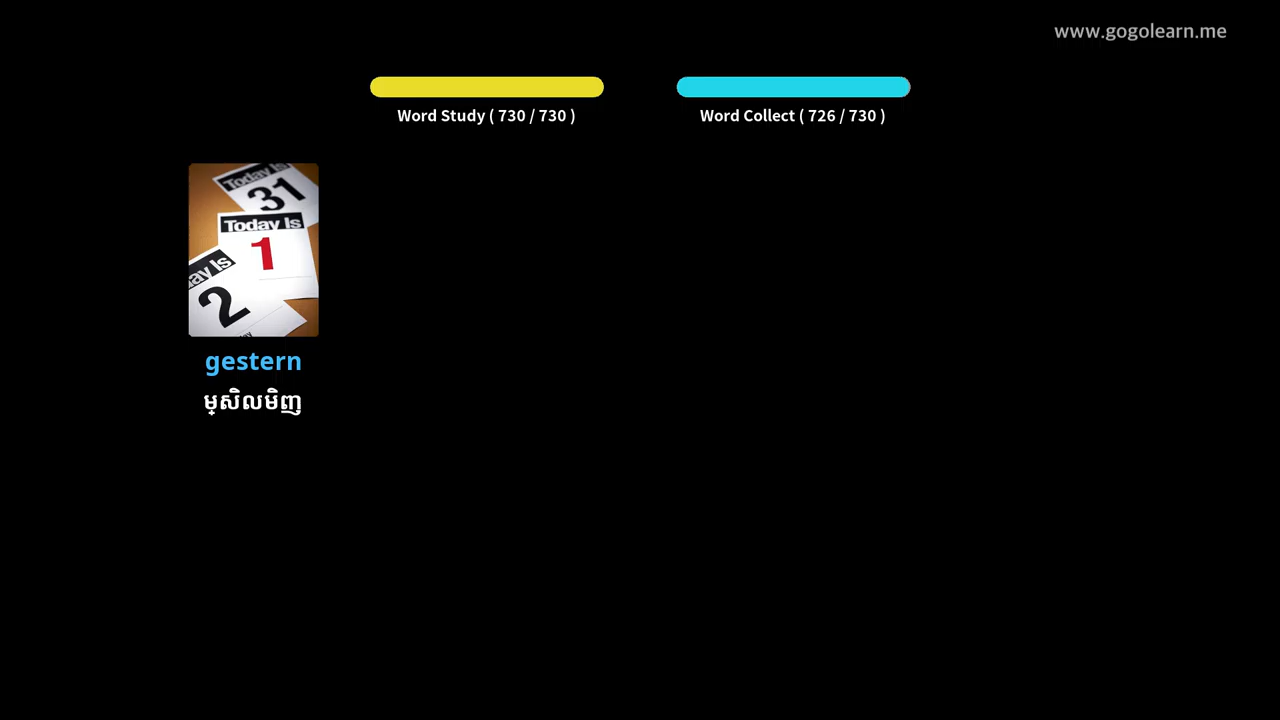 www.gogolearn.me
Word Study ( 730 / 730 )
Word Collect ( 726 / 730 )
Today Is
31
Today Is
1
ay Is
2
gestern
ម្សិលមិញ